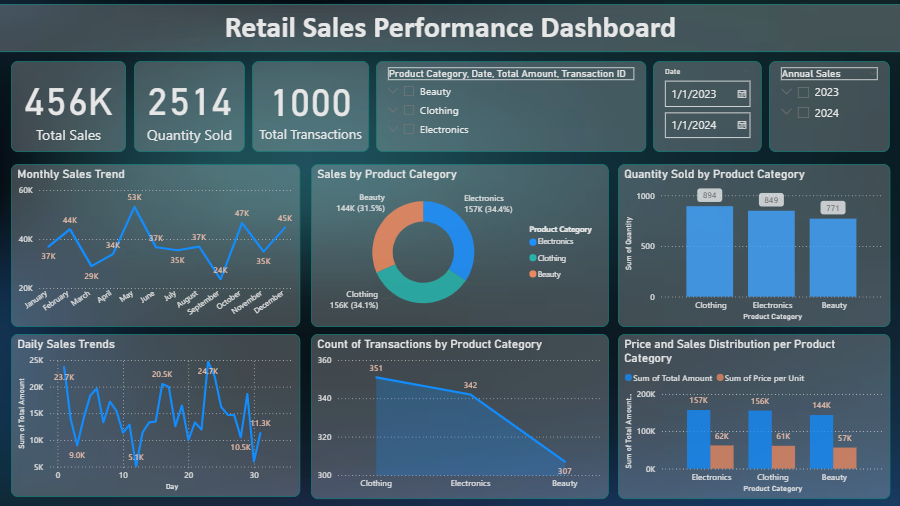 Retail Sales Performance Dashboard
456K
Total Sales
2514
Quantity Sold
1000
Total Transactions
Product Category, Date, Total Amount, Transaction ID
Beauty
Clothing
Electronics
Date
1/1/2023
1/1/2024
Annual Sales
2023
2024
Monthly Sales Trend
60K
40K
20K
37K
44K
29K
34K
53K
37K
35K
37K
24K
47K
35K
45K
January
February
March
April
May
June
July
August
September
October
November
December
Sales by Product Category
Beauty
144K (31.5%)
Electronics
157K (34.4%)
Clothing
156K (34.1%)
Product Category
Electronics
Clothing
Beauty
Quantity Sold by Product Category
Sum of Quantity
1000
500
0
894
849
771
Clothing
Electronics
Beauty
Product Category
Daily Sales Trends
Sum of Total Amount
25K
20K
15K
10K
5K
23.7K
9.0K
5.1K
20.5K
24.7K
10.5K
11.3K
0
10
20
30
Day
Count of Transactions by Product Category
360
340
320
300
351
342
307
Clothing
Electronics
Beauty
Price and Sales Distribution per Product
Category
Sum of Total Amount
Sum of Price per Unit
Sum of Total Amount...
200K
100K
0K
157K
62K
156K
61K
144K
57K
Electronics
Clothing
Beauty
Product Category